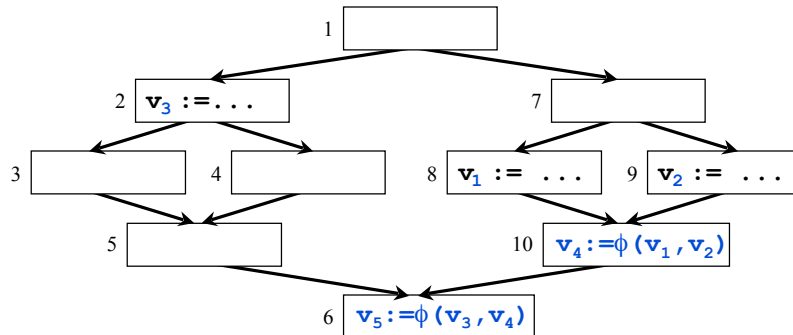 1
2 v₃ :=...
7
3
4
8 v₁ := ...
9 v₂ := ...
5
10 v₄:=ϕ(v₁,v₂)
6 v₅:=ϕ(v₃,v₄)